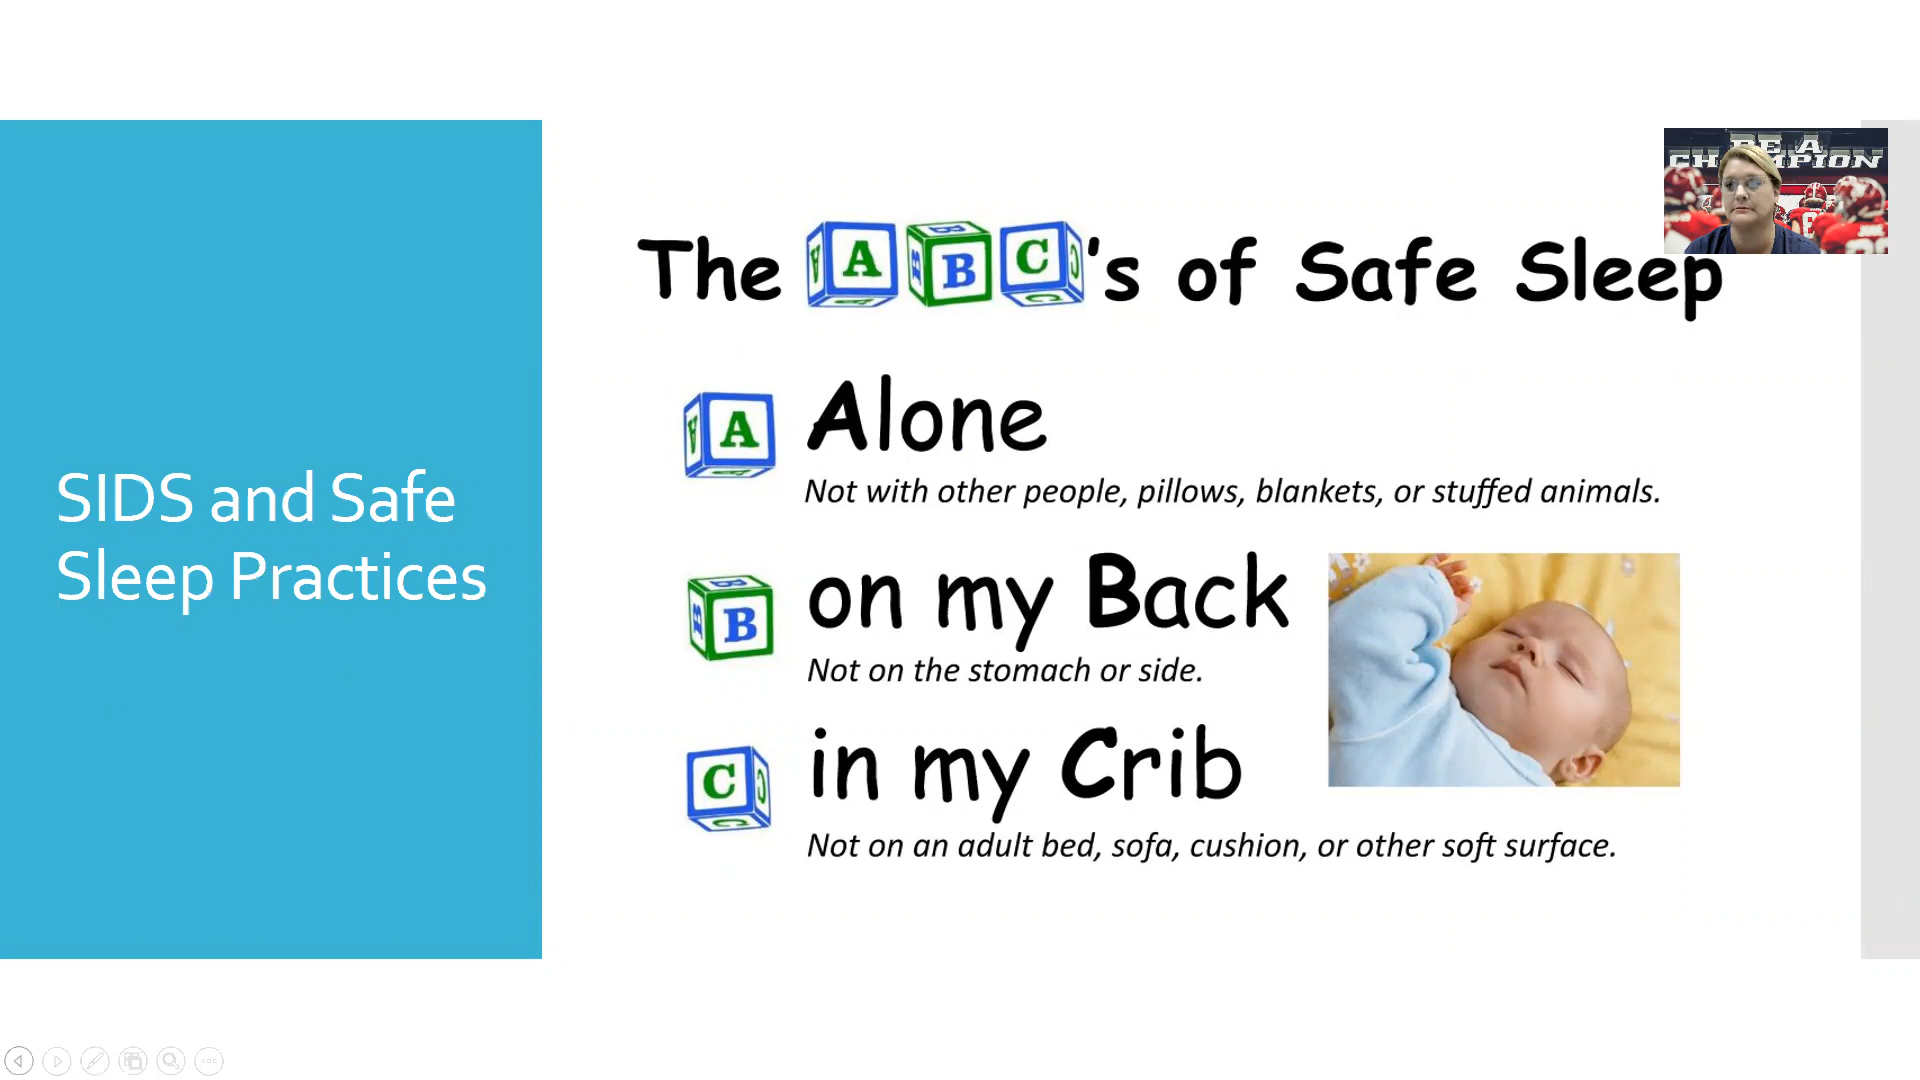 SIDS and Safe
Sleep Practices
BE A
CHAMPION
The ABC's of Safe Sleep
A Alone
Not with other people, pillows, blankets, or stuffed animals.
B on my Back
Not on the stomach or side.
C in my Crib
Not on an adult bed, sofa, cushion, or other soft surface.